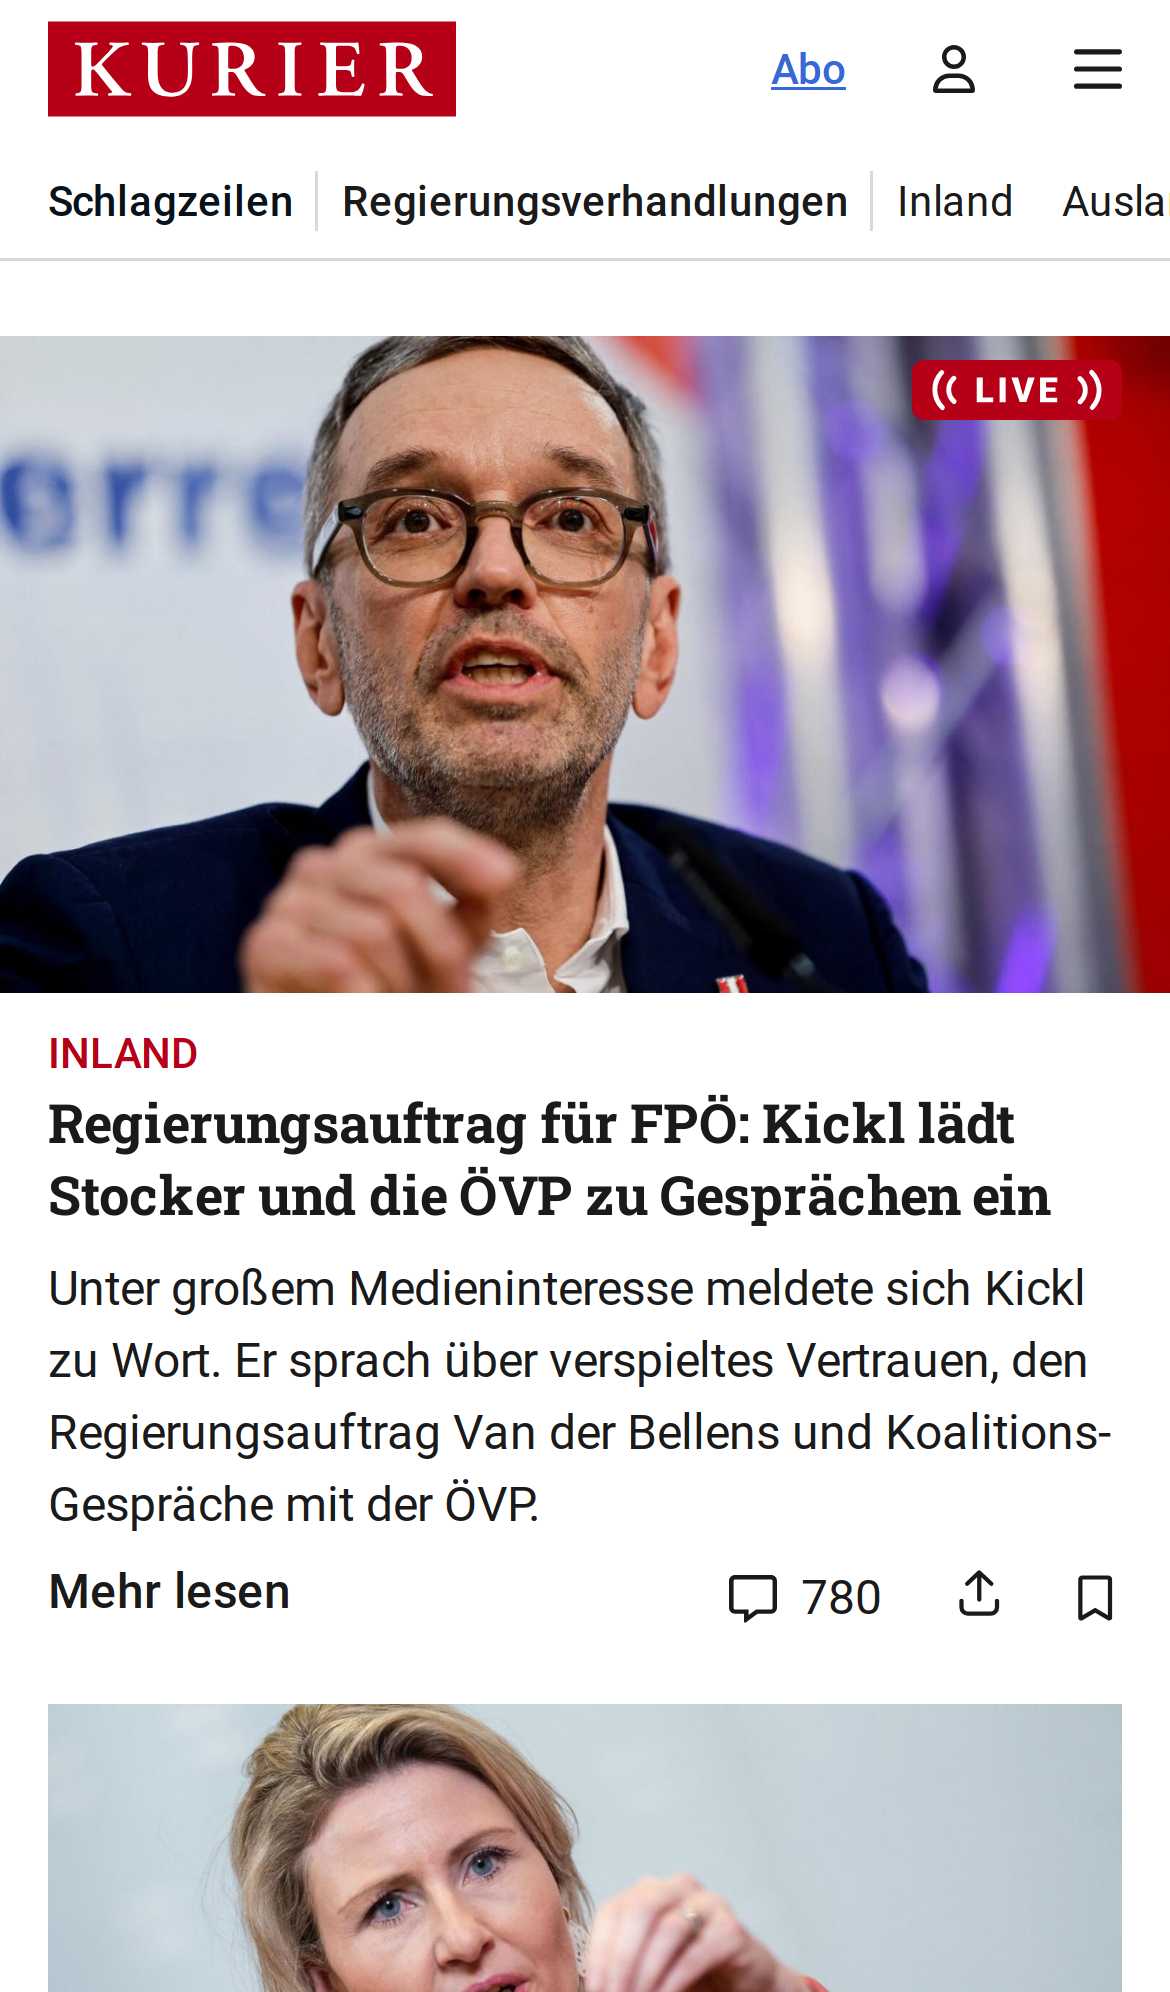 KURIER
Abo
Schlagzeilen
Regierungsverhandlungen
Inland
LIVE
erre
INLAND
Regierungsauftrag für FPÖ: Kickl lädt
Stocker und die ÖVP zu Gesprächen ein
Unter großem Medieninteresse meldete sich Kickl
zu Wort. Er sprach über verspieltes Vertrauen, den
Regierungsauftrag Van der Bellens und Koalitions-
Gespräche mit der ÖVP.
Mehr lesen
780